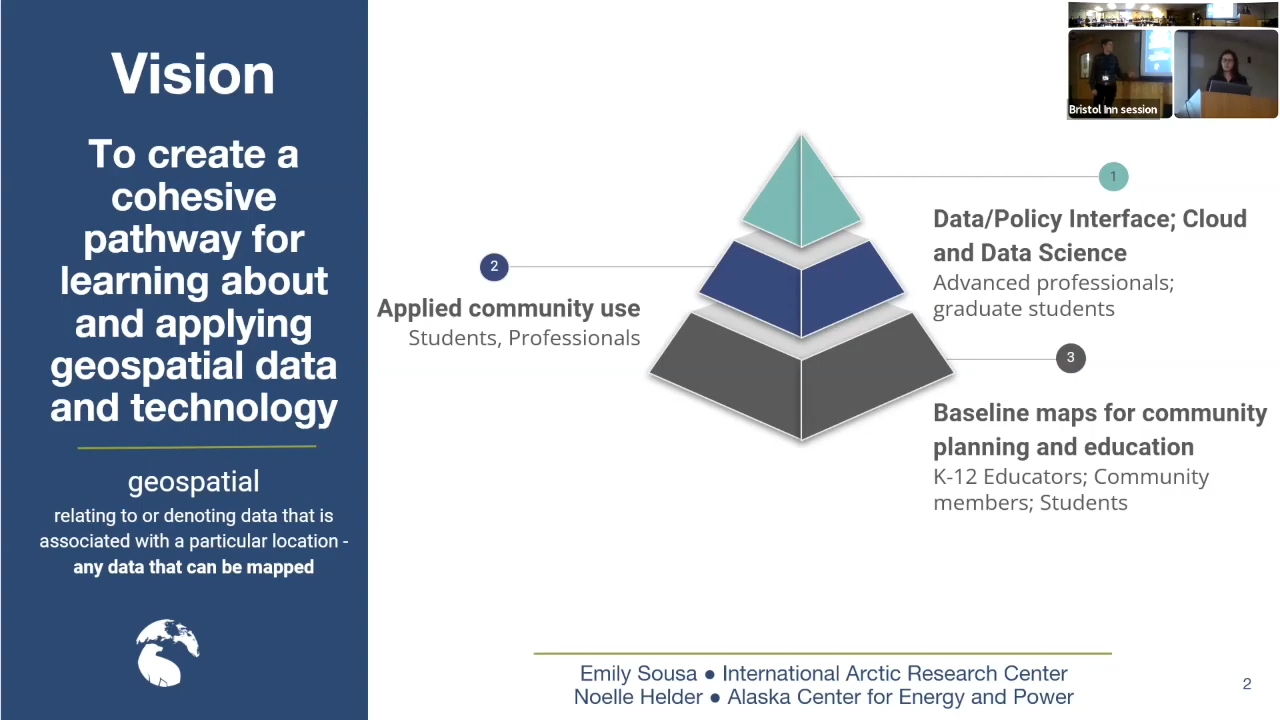 Vision
To create a
cohesive
pathway for
learning about
and applying
geospatial data
and technology
geospatial
relating to or denoting data that is
associated with a particular location -
any data that can be mapped
Bristol Inn session
1
Data/Policy Interface; Cloud
and Data Science
Advanced professionals;
graduate students
2
Applied community use
Students, Professionals
3
Baseline maps for community
planning and education
K-12 Educators; Community
members; Students
Emily Sousa ● International Arctic Research Center
Noelle Helder ● Alaska Center for Energy and Power
2